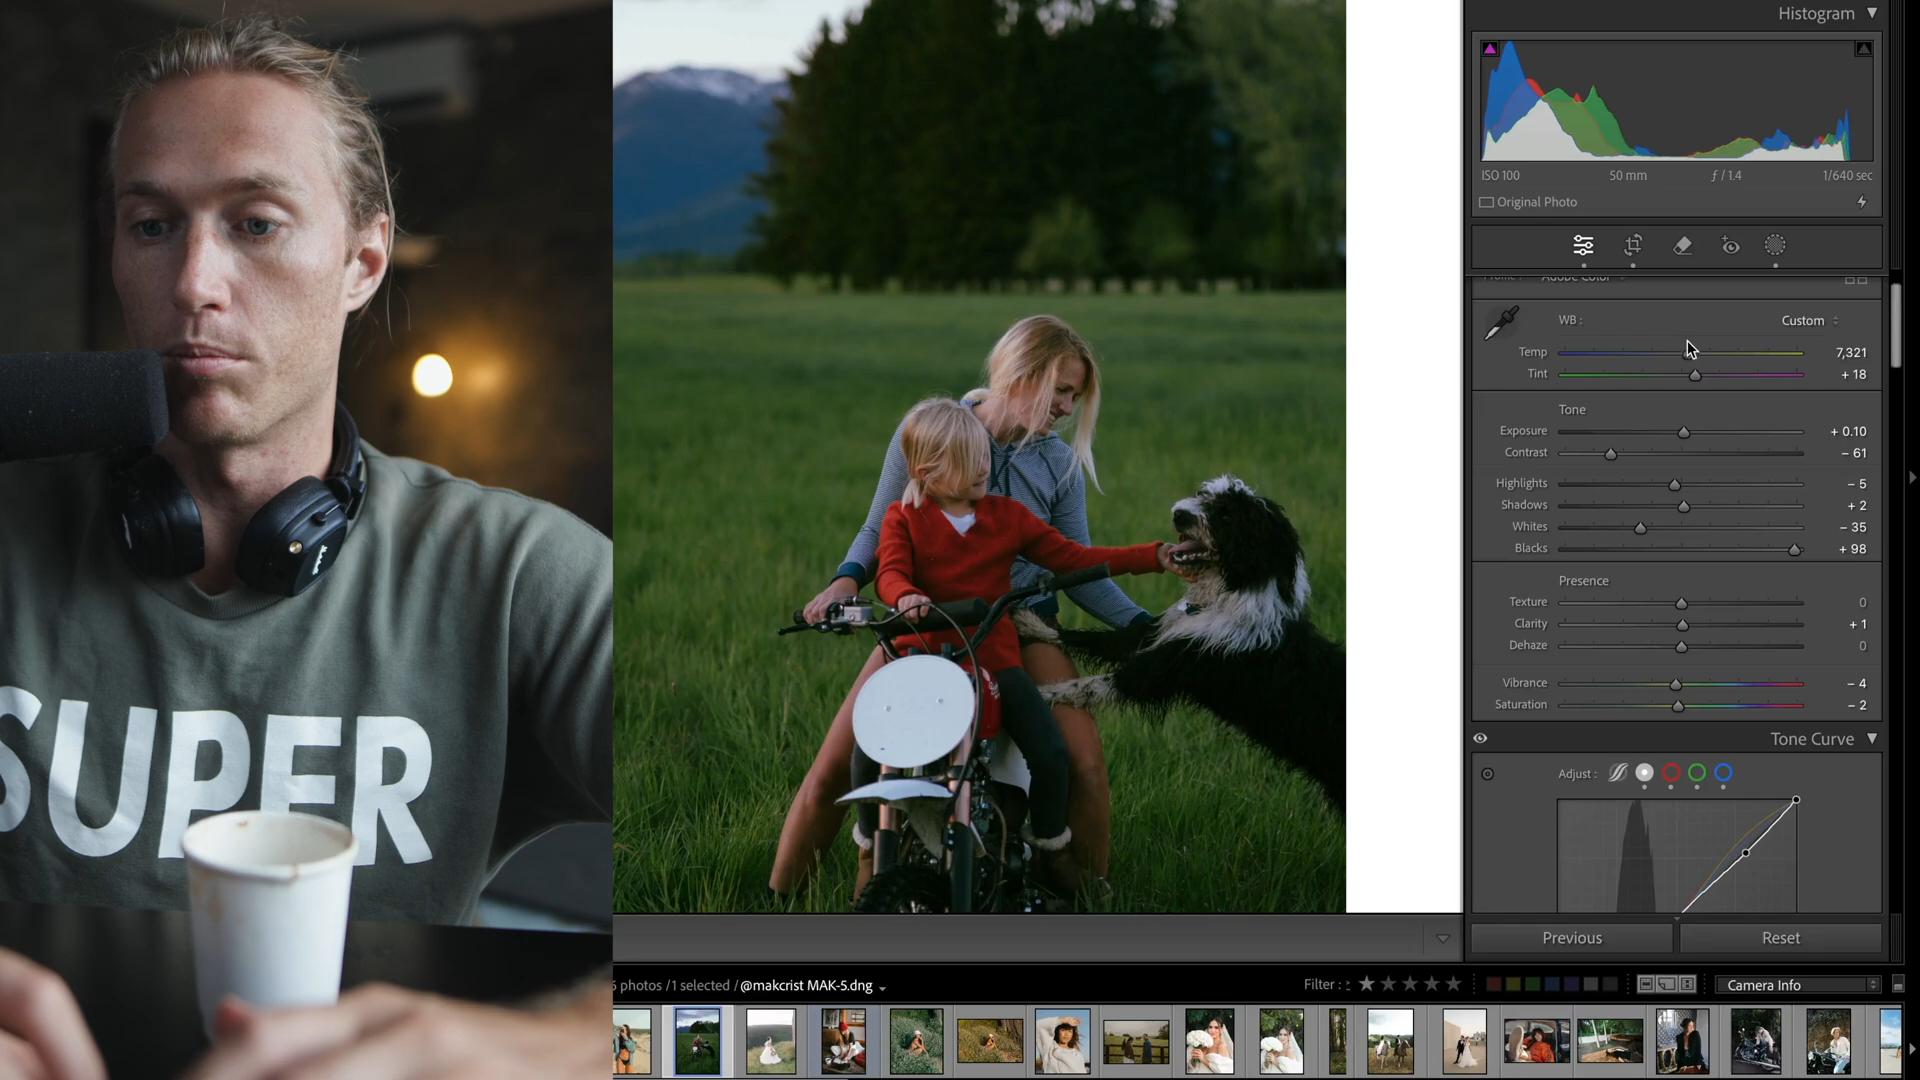 SUPER
Histogram
ISO 100 50 mm ƒ / 1.4 1/640 sec
Original Photo
WB : Custom
Temp 7,321
Tint + 18
Tone
Exposure + 0.10
Contrast − 61
Highlights − 5
Shadows + 2
Whites − 35
Blacks + 98
Presence
Texture 0
Clarity + 1
Dehaze 0
Vibrance − 4
Saturation − 2
Tone Curve
Adjust :
Previous Reset
photos /1 selected / @makcrist MAK-5.dng
Filter : Camera Info